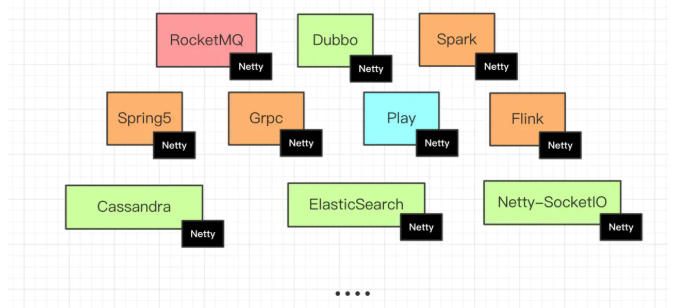 RocketMQ
Netty
Dubbo
Netty
Spark
Netty
Spring5
Netty
Grpc
Netty
Play
Netty
Flink
Netty
Cassandra
Netty
ElasticSearch
Netty
Netty-SocketIO
Netty
....